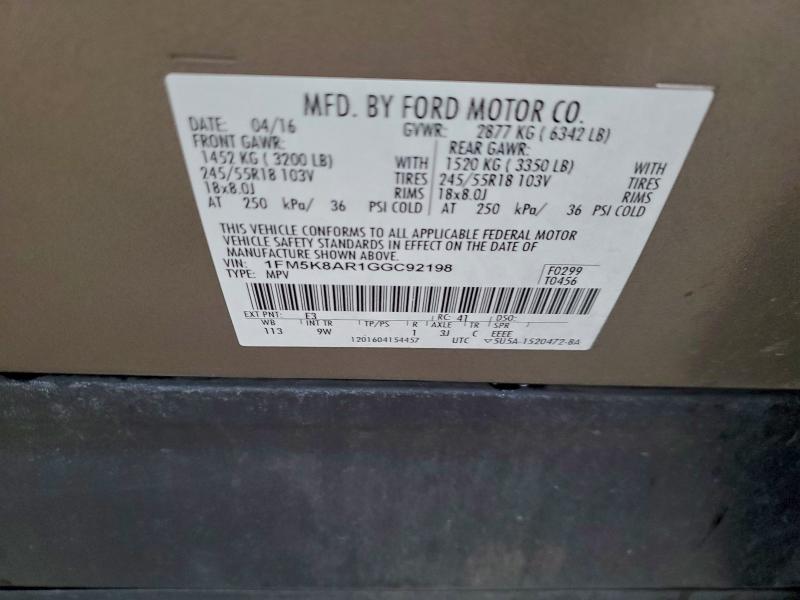 MFD. BY FORD MOTOR CO.
DATE: 04/16 GVWR: 2877 KG ( 6342 LB)
FRONT GAWR: REAR GAWR:
1452 KG ( 3200 LB) WITH 1520 KG ( 3350 LB) WITH
245/55R18 103V TIRES 245/55R18 103V TIRES
18x8.0J RIMS 18x8.0J RIMS
AT 250 kPa/ 36 PSI COLD AT 250 kPa/ 36 PSI COLD
THIS VEHICLE CONFORMS TO ALL APPLICABLE FEDERAL MOTOR
VEHICLE SAFETY STANDARDS IN EFFECT ON THE DATE OF
MANUFACTURE SHOWN ABOVE.
VIN: 1FM5K8AR1GGC92198 F0299
TYPE: MPV T0456
EXT PNT: E3 RC: 41 DSO:
WB INT TR TP/PS R AXLE TR SPR
113 9W 1 3J C EEEE
1201604154457 UTC ▽5U5A-1520472-BA